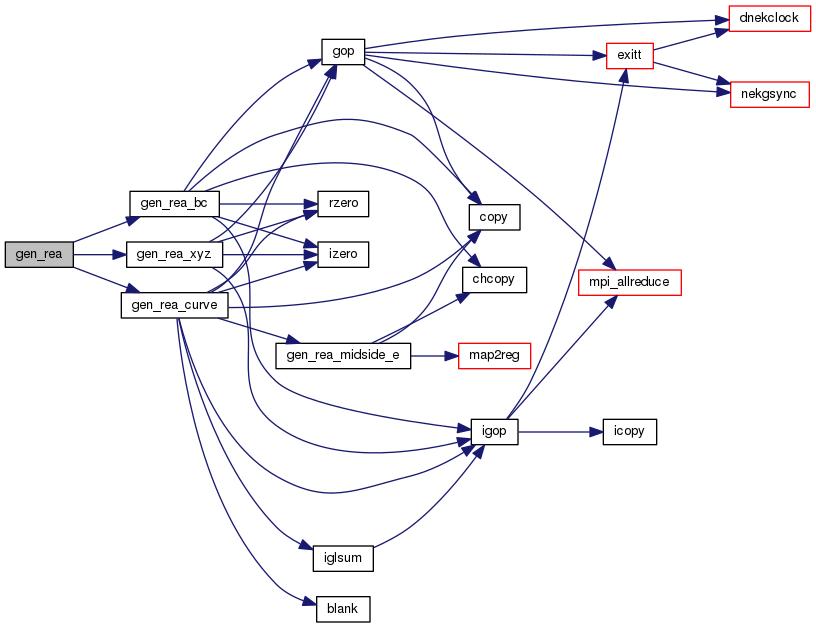 dnekclock
gop
exitt
nekgsync
gen_rea_bc
rzero
copy
gen_rea
gen_rea_xyz
izero
chcopy
mpi_allreduce
gen_rea_curve
gen_rea_midside_e
map2reg
igop
icopy
iglsum
blank